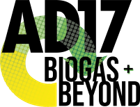 AD17
BIOGAS +
BEYOND